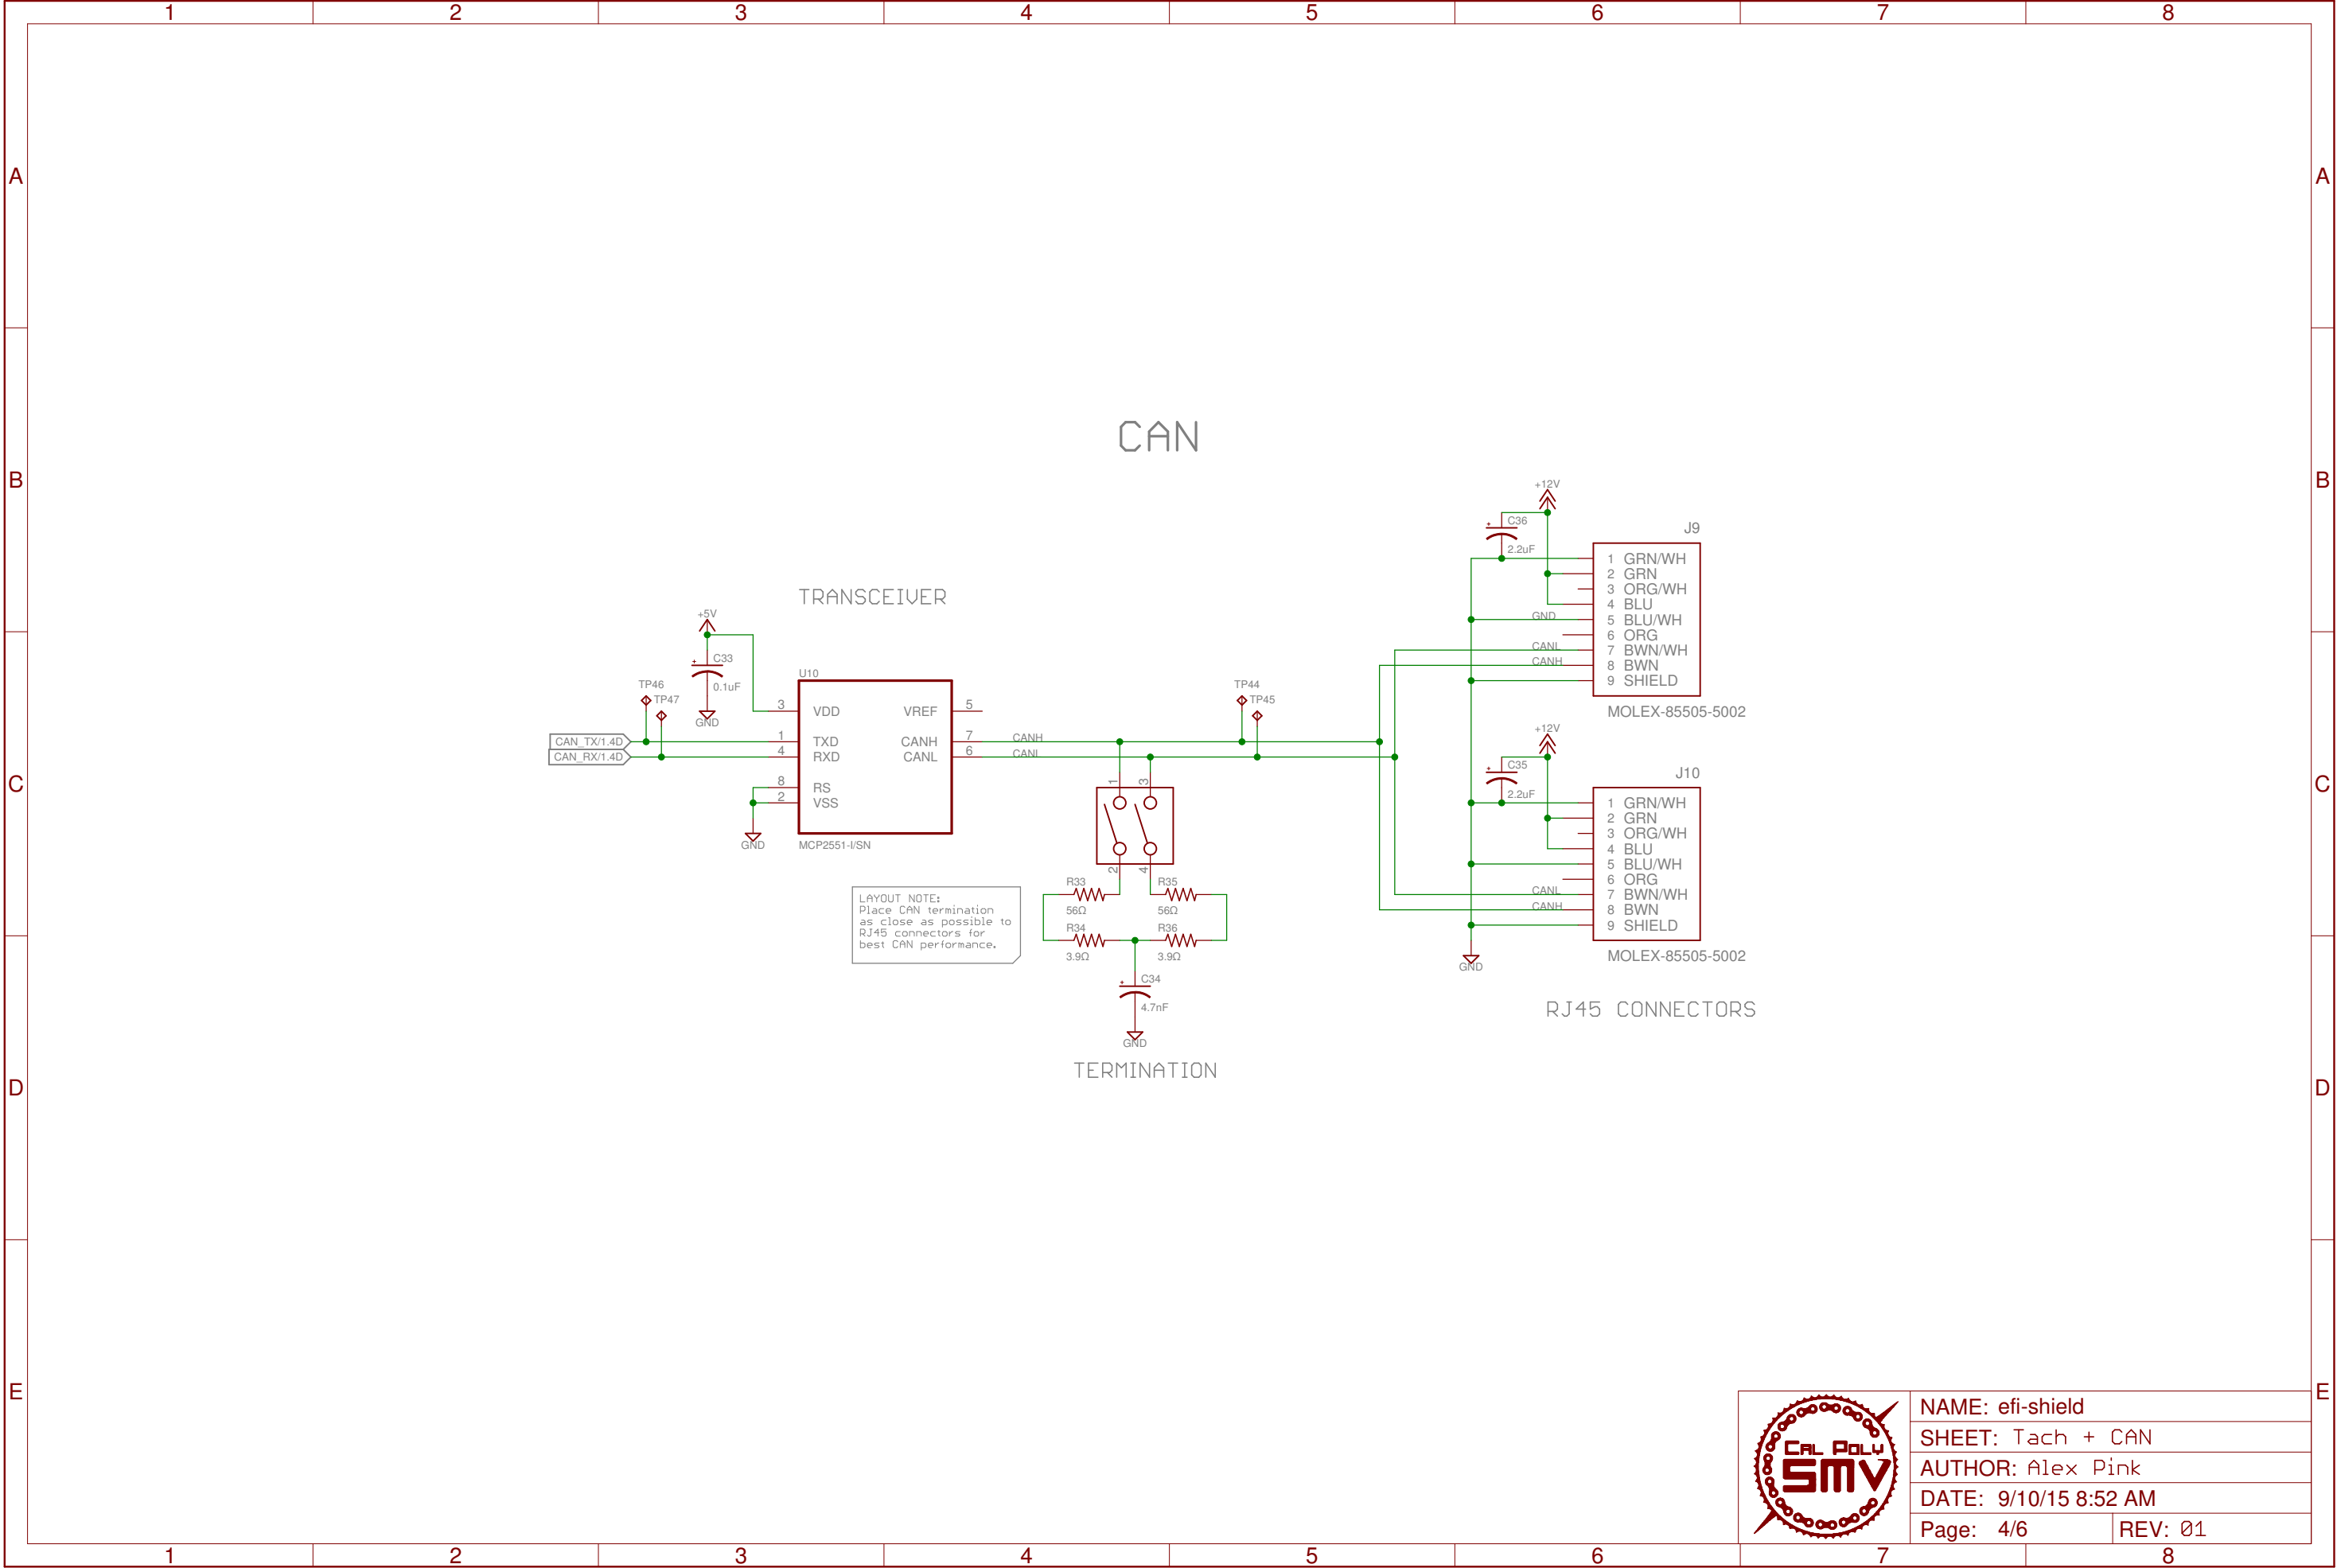 1 2 3 4 5 6 7 8
A A
B B
C C
D D
E E
CAN
TRANSCEIVER
+5V
C33
0.1uF
GND
TP46
TP47
CAN_TX/1.4D
CAN_RX/1.4D
U10
3 VDD
1 TXD
4 RXD
8 RS
2 VSS
VREF 5
CANH 7
CANL 6
MCP2551-I/SN
GND
CANH
CANL
TP44
TP45
1 3
2 4
R33
56Ω
R35
56Ω
R34
3.9Ω
R36
3.9Ω
C34
4.7nF
GND
TERMINATION
LAYOUT NOTE:
Place CAN termination
as close as possible to
RJ45 connectors for
best CAN performance.
+12V
C36
2.2uF
J9
1 GRN/WH
2 GRN
3 ORG/WH
4 BLU
GND 5 BLU/WH
6 ORG
CANL 7 BWN/WH
CANH 8 BWN
9 SHIELD
MOLEX-85505-5002
+12V
C35
2.2uF
J10
1 GRN/WH
2 GRN
3 ORG/WH
4 BLU
5 BLU/WH
6 ORG
CANL 7 BWN/WH
CANH 8 BWN
9 SHIELD
GND
MOLEX-85505-5002
RJ45 CONNECTORS
CAL POLY
SMV
NAME: efi-shield
SHEET: Tach + CAN
AUTHOR: Alex Pink
DATE: 9/10/15 8:52 AM
Page: 4/6 REV: 01
1 2 3 4 5 6 7 8